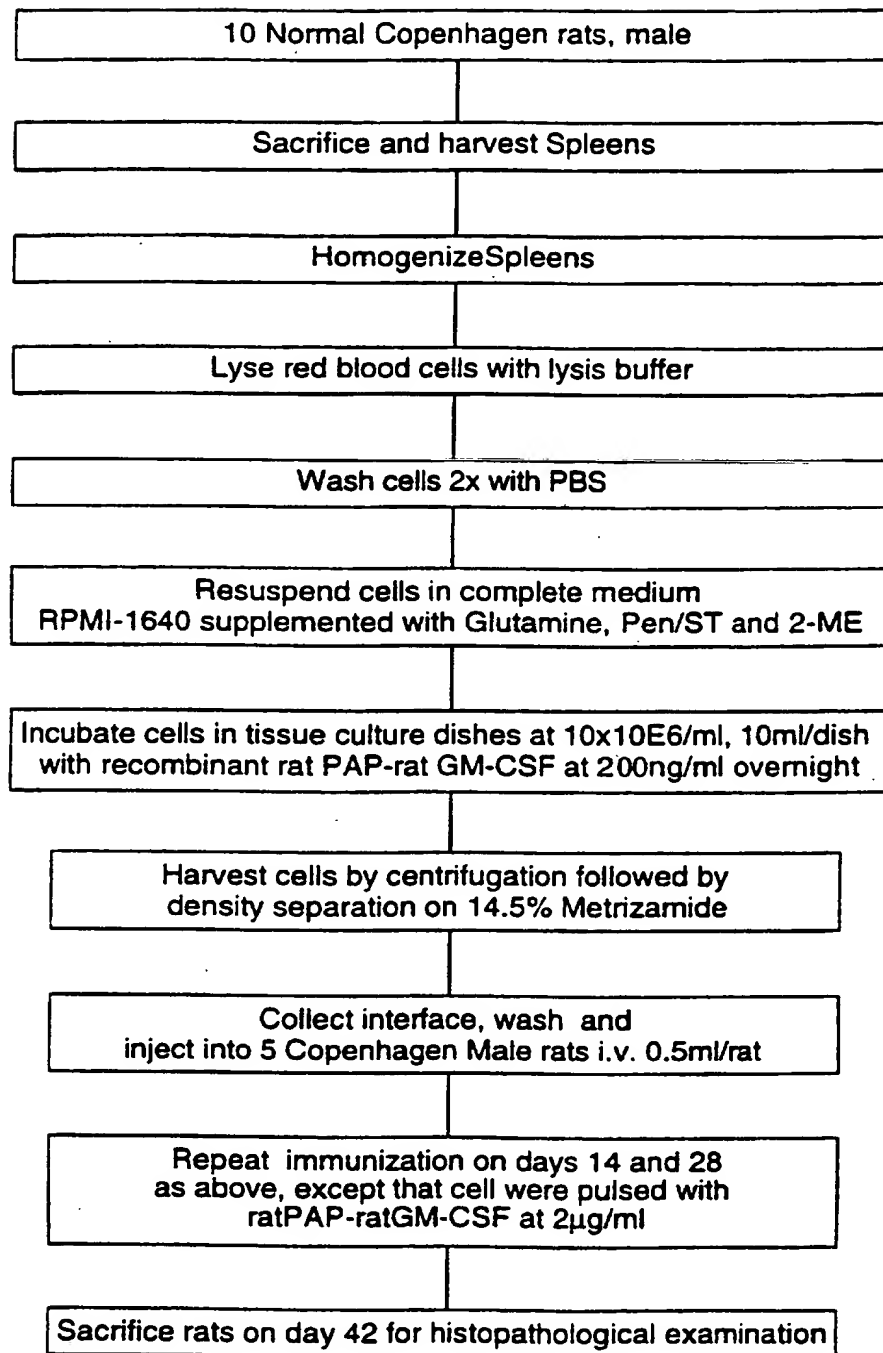 10 Normal Copenhagen rats, male
Sacrifice and harvest Spleens
HomogenizeSpleens
Lyse red blood cells with lysis buffer
Wash cells 2x with PBS
Resuspend cells in complete medium
RPMI-1640 supplemented with Glutamine, Pen/ST and 2-ME
Incubate cells in tissue culture dishes at 10x10E6/ml, 10ml/dish
with recombinant rat PAP-rat GM-CSF at 200ng/ml overnight
Harvest cells by centrifugation followed by
density separation on 14.5% Metrizamide
Collect interface, wash and
inject into 5 Copenhagen Male rats i.v. 0.5ml/rat
Repeat immunization on days 14 and 28
as above, except that cell were pulsed with
ratPAP-ratGM-CSF at 2µg/ml
Sacrifice rats on day 42 for histopathological examination